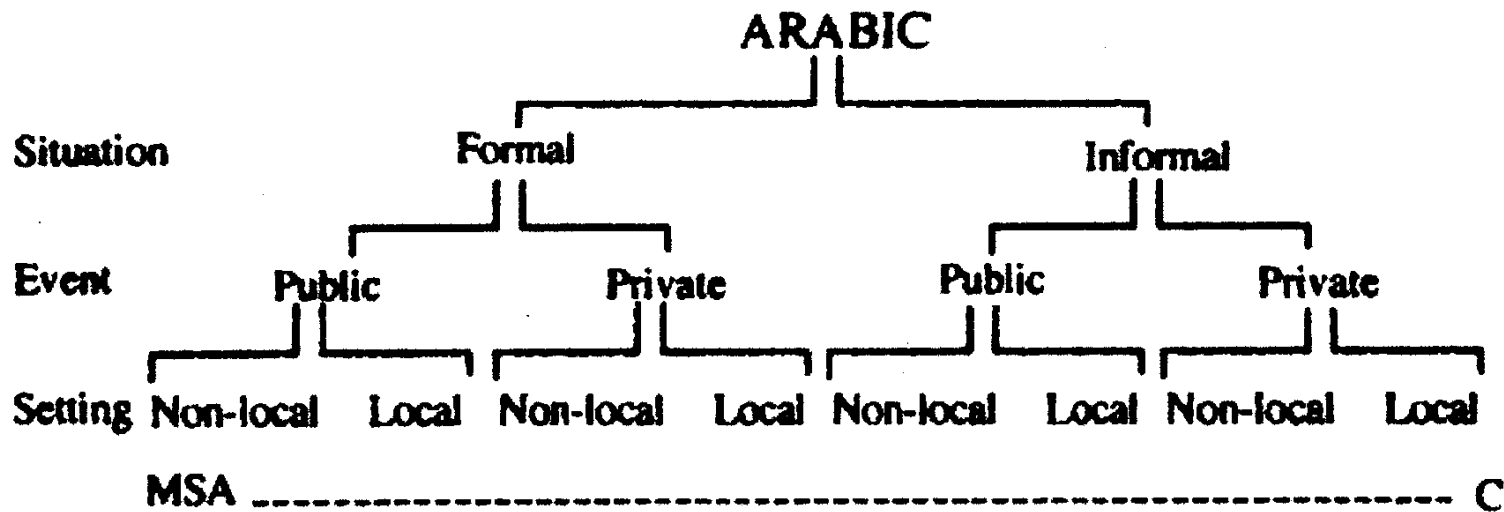 ARABIC
Situation Formal Informal
Event Public Private Public Private
Setting Non-local Local Non-local Local Non-local Local Non-local Local
MSA C